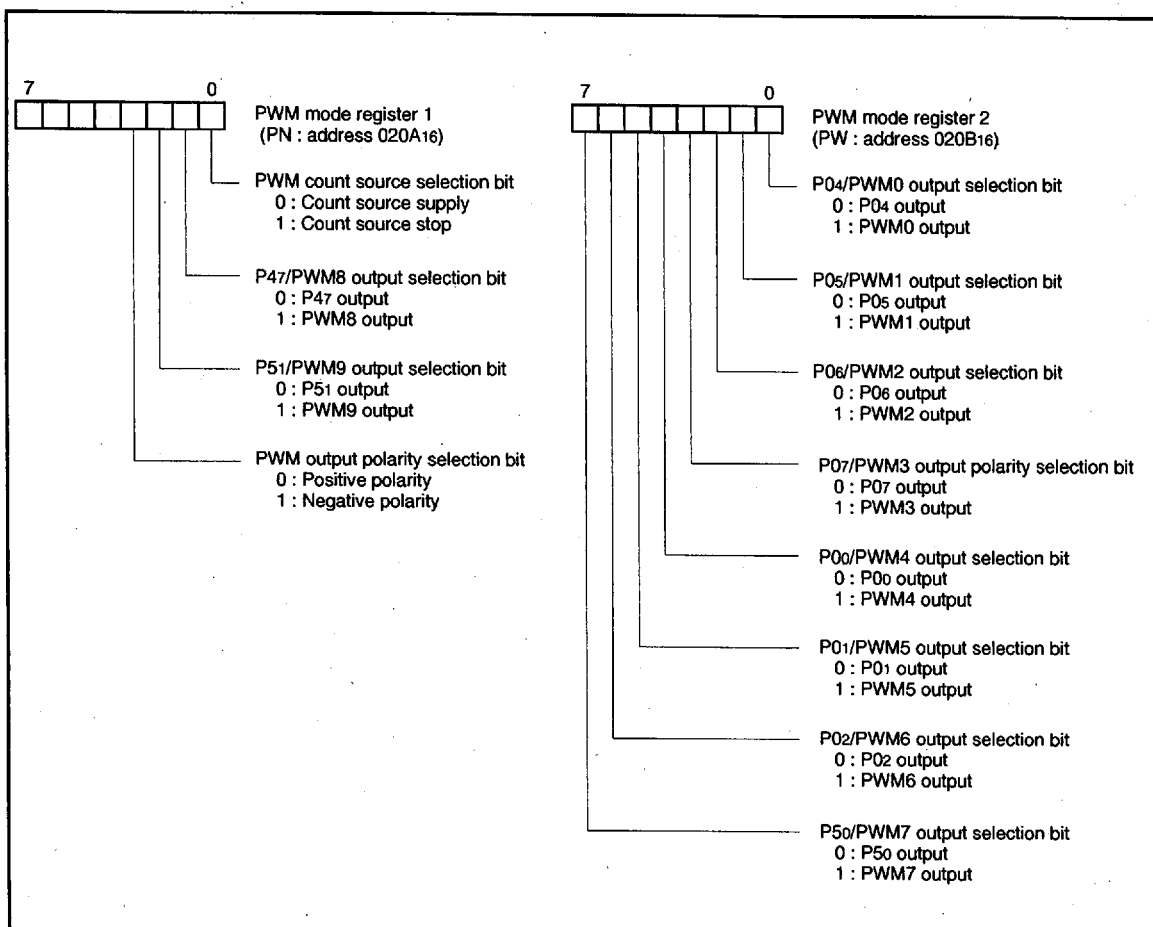 7 0
PWM mode register 1
(PN : address 020A16)
PWM count source selection bit
0 : Count source supply
1 : Count source stop
P47/PWM8 output selection bit
0 : P47 output
1 : PWM8 output
P51/PWM9 output selection bit
0 : P51 output
1 : PWM9 output
PWM output polarity selection bit
0 : Positive polarity
1 : Negative polarity
7 0
PWM mode register 2
(PW : address 020B16)
P04/PWM0 output selection bit
0 : P04 output
1 : PWM0 output
P05/PWM1 output selection bit
0 : P05 output
1 : PWM1 output
P06/PWM2 output selection bit
0 : P06 output
1 : PWM2 output
P07/PWM3 output polarity selection bit
0 : P07 output
1 : PWM3 output
P00/PWM4 output selection bit
0 : P00 output
1 : PWM4 output
P01/PWM5 output selection bit
0 : P01 output
1 : PWM5 output
P02/PWM6 output selection bit
0 : P02 output
1 : PWM6 output
P50/PWM7 output selection bit
0 : P50 output
1 : PWM7 output